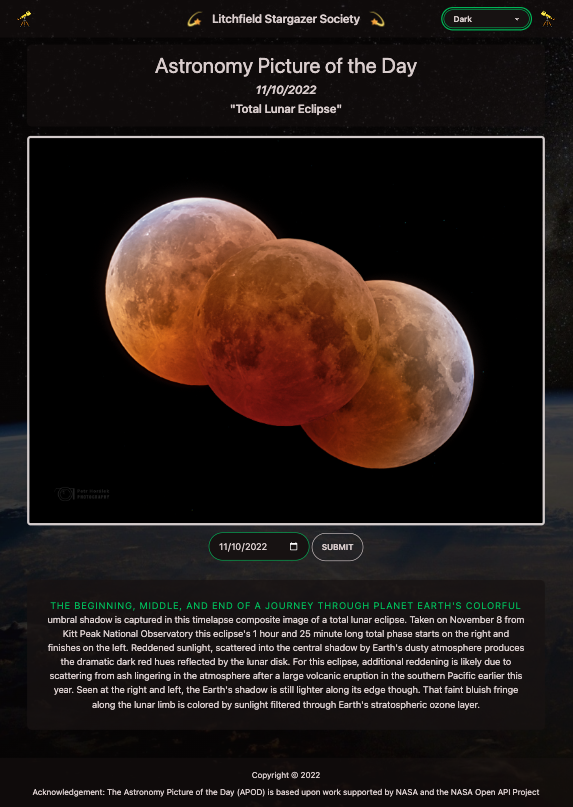 Litchfield Stargazer Society
Dark
Astronomy Picture of the Day
11/10/2022
"Total Lunar Eclipse"
PHOTOGRAPHY
11/10/2022
SUBMIT
THE BEGINNING, MIDDLE, AND END OF A JOURNEY THROUGH PLANET EARTH'S COLORFUL
umbral shadow is captured in this timelapse composite image of a total lunar eclipse. Taken on November 8 from
Kitt Peak National Observatory this eclipse's 1 hour and 25 minute long total phase starts on the right and
finishes on the left. Reddened sunlight, scattered into the central shadow by Earth's dusty atmosphere produces
the dramatic dark red hues reflected by the lunar disk. For this eclipse, additional reddening is likely due to
scattering from ash lingering in the atmosphere after a large volcanic eruption in the southern Pacific earlier this
year. Seen at the right and left, the Earth's shadow is still lighter along its edge though. That faint bluish fringe
along the lunar limb is colored by sunlight filtered through Earth's stratospheric ozone layer.
Copyright © 2022
Acknowledgement: The Astronomy Picture of the Day (APOD) is based upon work supported by NASA and the NASA Open API Project